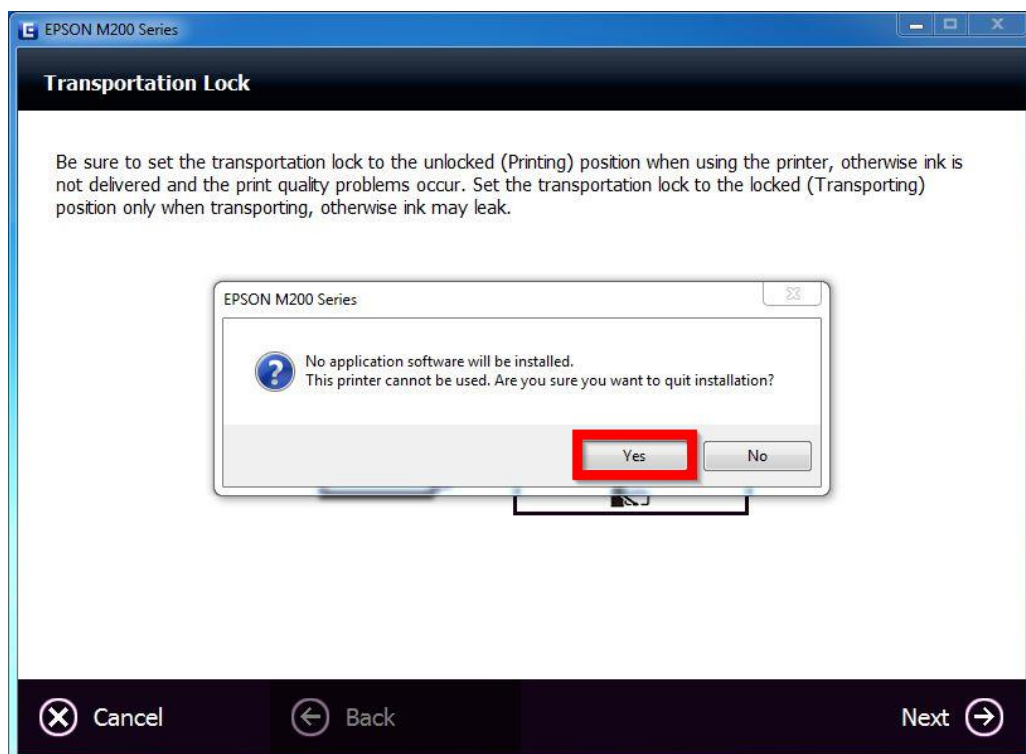 EPSON M200 Series
Transportation Lock
Be sure to set the transportation lock to the unlocked (Printing) position when using the printer, otherwise ink is
not delivered and the print quality problems occur. Set the transportation lock to the locked (Transporting)
position only when transporting, otherwise ink may leak.
EPSON M200 Series
No application software will be installed.
This printer cannot be used. Are you sure you want to quit installation?
Yes No
Cancel Back Next